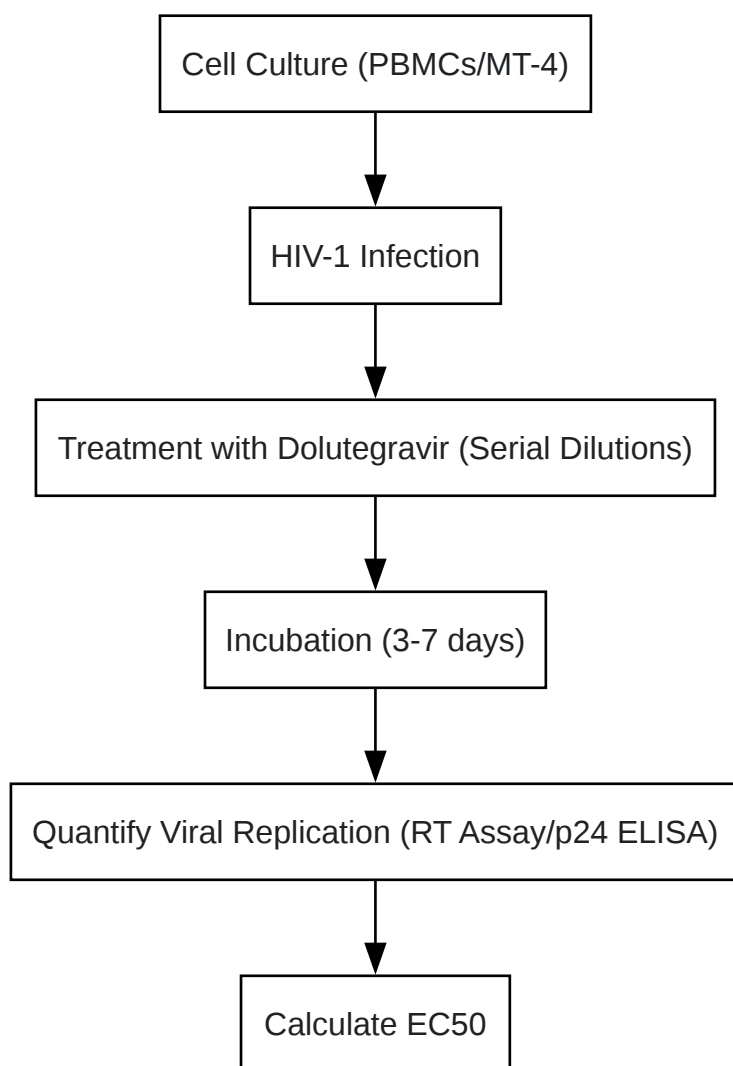 Cell Culture (PBMCs/MT-4)
HIV-1 Infection
Treatment with Dolutegravir (Serial Dilutions)
Incubation (3-7 days)
Quantify Viral Replication (RT Assay/p24 ELISA)
Calculate EC50